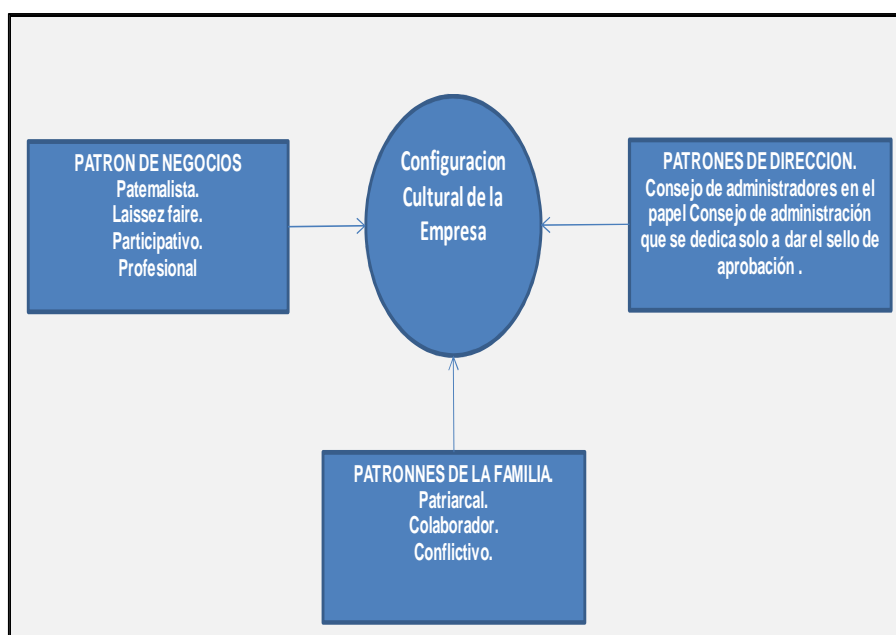 PATRON DE NEGOCIOS
Patemalista.
Laissez faire.
Participativo.
Profesional
Configuracion
Cultural de la
Empresa
PATRONES DE DIRECCION.
Consejo de administradores en el
papel Consejo de administración
que se dedica solo a dar el sello de
aprobación .
PATRONNES DE LA FAMILIA.
Patriarcal.
Colaborador.
Conflictivo.